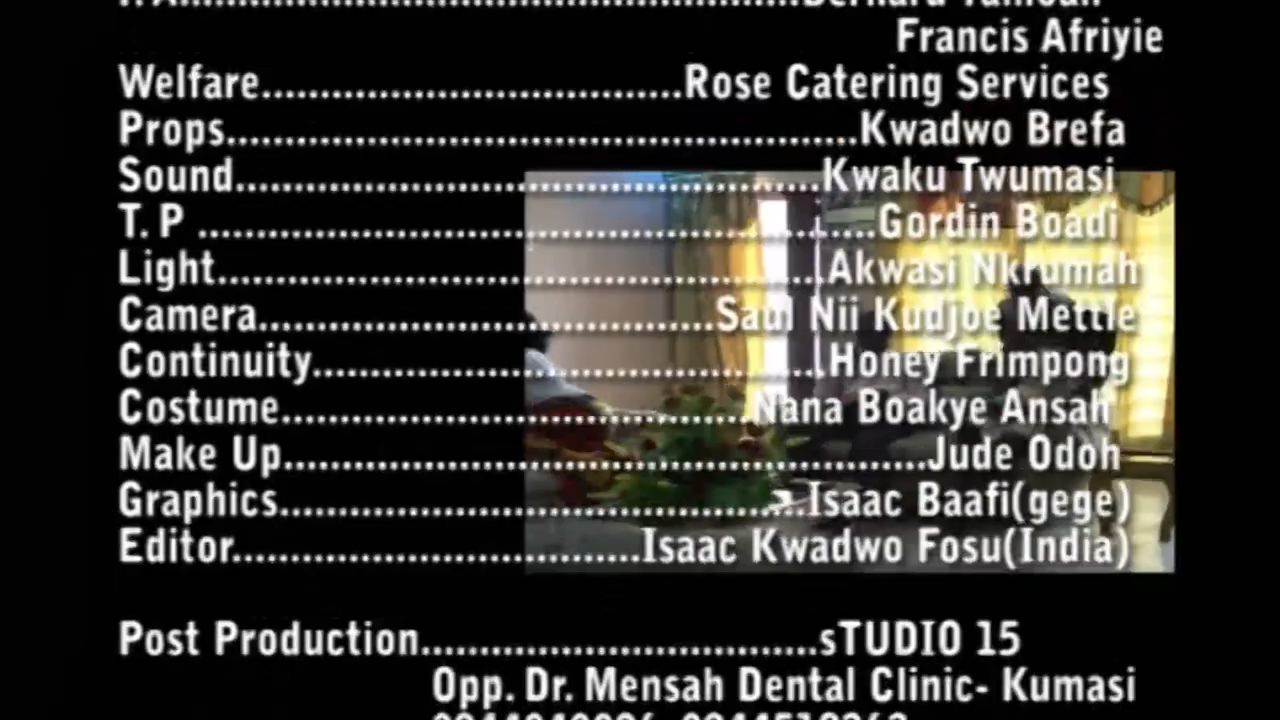 Francis Afriyie
Welfare...................................Rose Catering Services
Props....................................................Kwadwo Brefa
Sound.................................................Kwaku Twumasi
T. P ........................................................Gordin Boadi
Light..................................................Akwasi Nkrumah
Camera......................................Saul Nii Kudjoe Mettle
Continuity...........................................Honey Frimpong
Costume.......................................Nana Boakye Ansah
Make Up.....................................................Jude Odoh
Graphics............................................Isaac Baafi(gege)
Editor..................................Isaac Kwadwo Fosu(India)
Post Production.................................sTUDIO 15
Opp. Dr. Mensah Dental Clinic- Kumasi